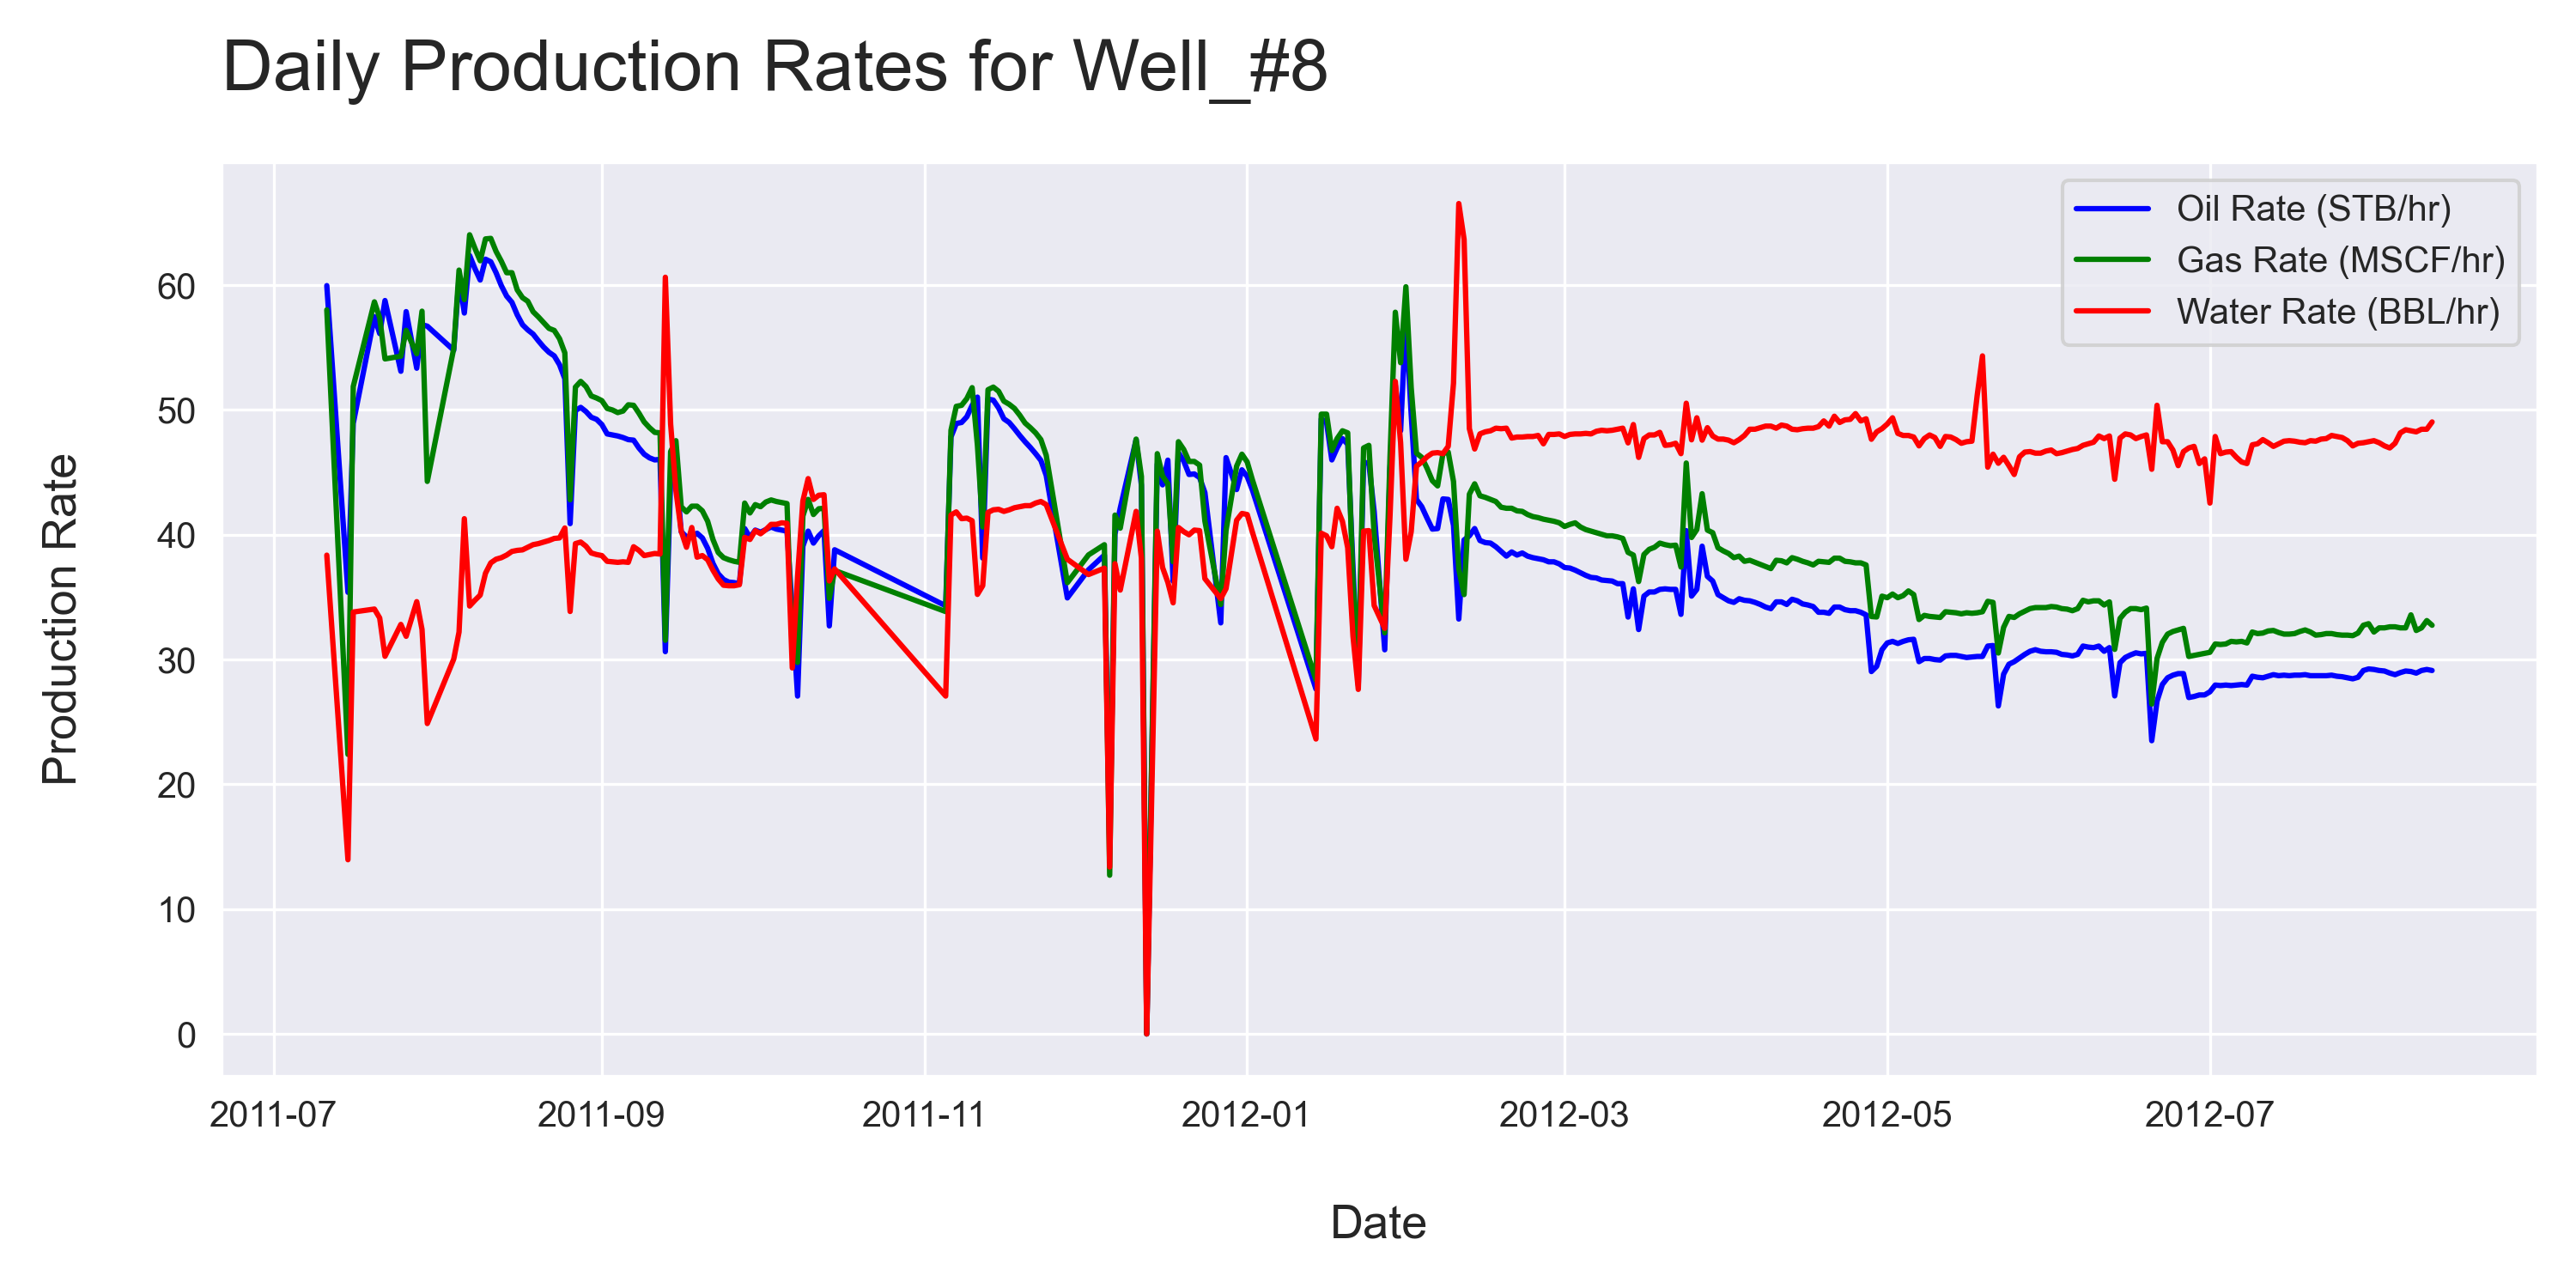 Daily Production Rates for Well_#8
Oil Rate (STB/hr)
Gas Rate (MSCF/hr)
Water Rate (BBL/hr)
Production Rate
60
50
40
30
20
10
0
2011-07
2011-09
2011-11
2012-01
2012-03
2012-05
2012-07
Date